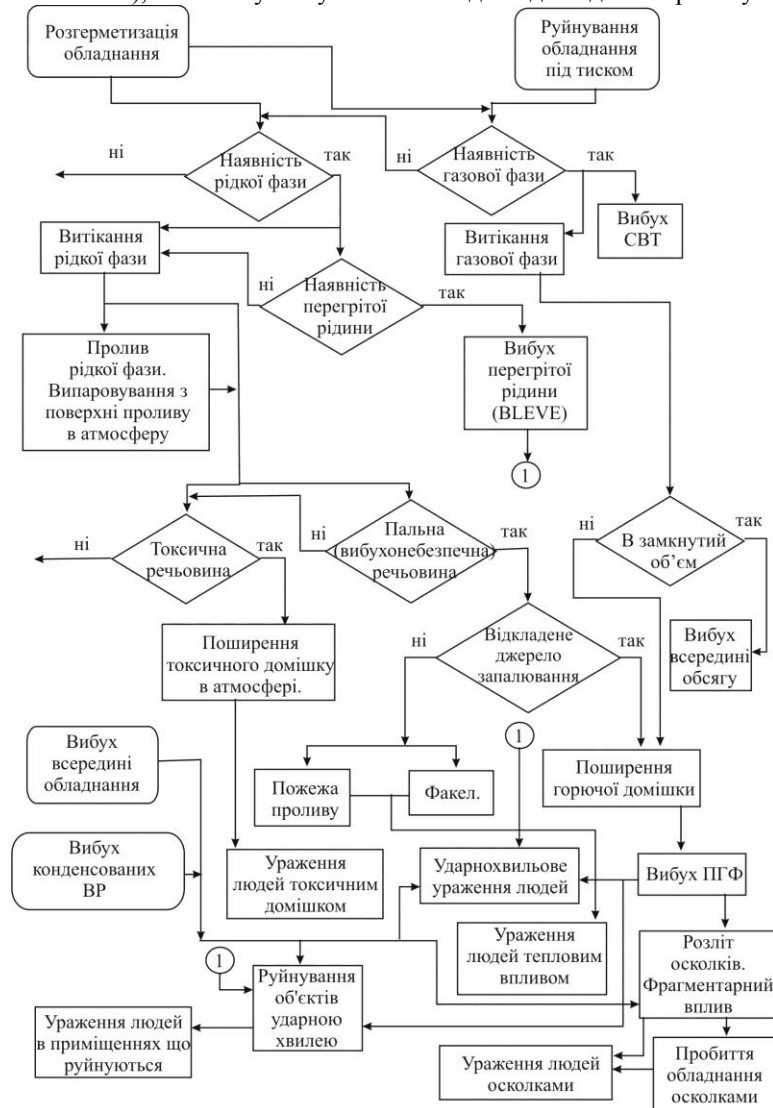 Розгерметизація
обладнання
Руйнування
обладнання
під тиском
ні
Наявність
рідкої фази
так
ні
Наявність
газової фази
так
Вибух
СВТ
Витікання
рідкої фази
Витікання
газової фази
ні
Наявність
перегрітої
рідини
так
Пролив
рідкої фази.
Випаровування з
поверхні проливу
в атмосферу
Вибух
перегрітої
рідини
(BLEVE)
1
ні
Токсична
речьовина
так
ні
Пальна
(вибухонебезпечна)
речьовина
так
ні
В замкнутий
об’єм
так
Поширення
токсичного домішку
в атмосфері.
ні
Відкладене
джерело
запалювання
так
Вибух
всередині
обсягу
Вибух
всередині
обладнання
1
Пожежа
проливу
Факел.
Поширення
горючої домішки
Вибух
конденсованих
ВР
Ураження
людей токсичним
домішком
Ударнохвильове
ураження людей
Вибух ПГФ
1
Руйнування
об'єктів
ударною
хвилею
Ураження
людей тепловим
впливом
Розліт
осколків.
Фрагментарний
вплив
Ураження людей
в приміщеннях що
руйнуються
Ураження людей
осколками
Пробиття
обладнання
осколками